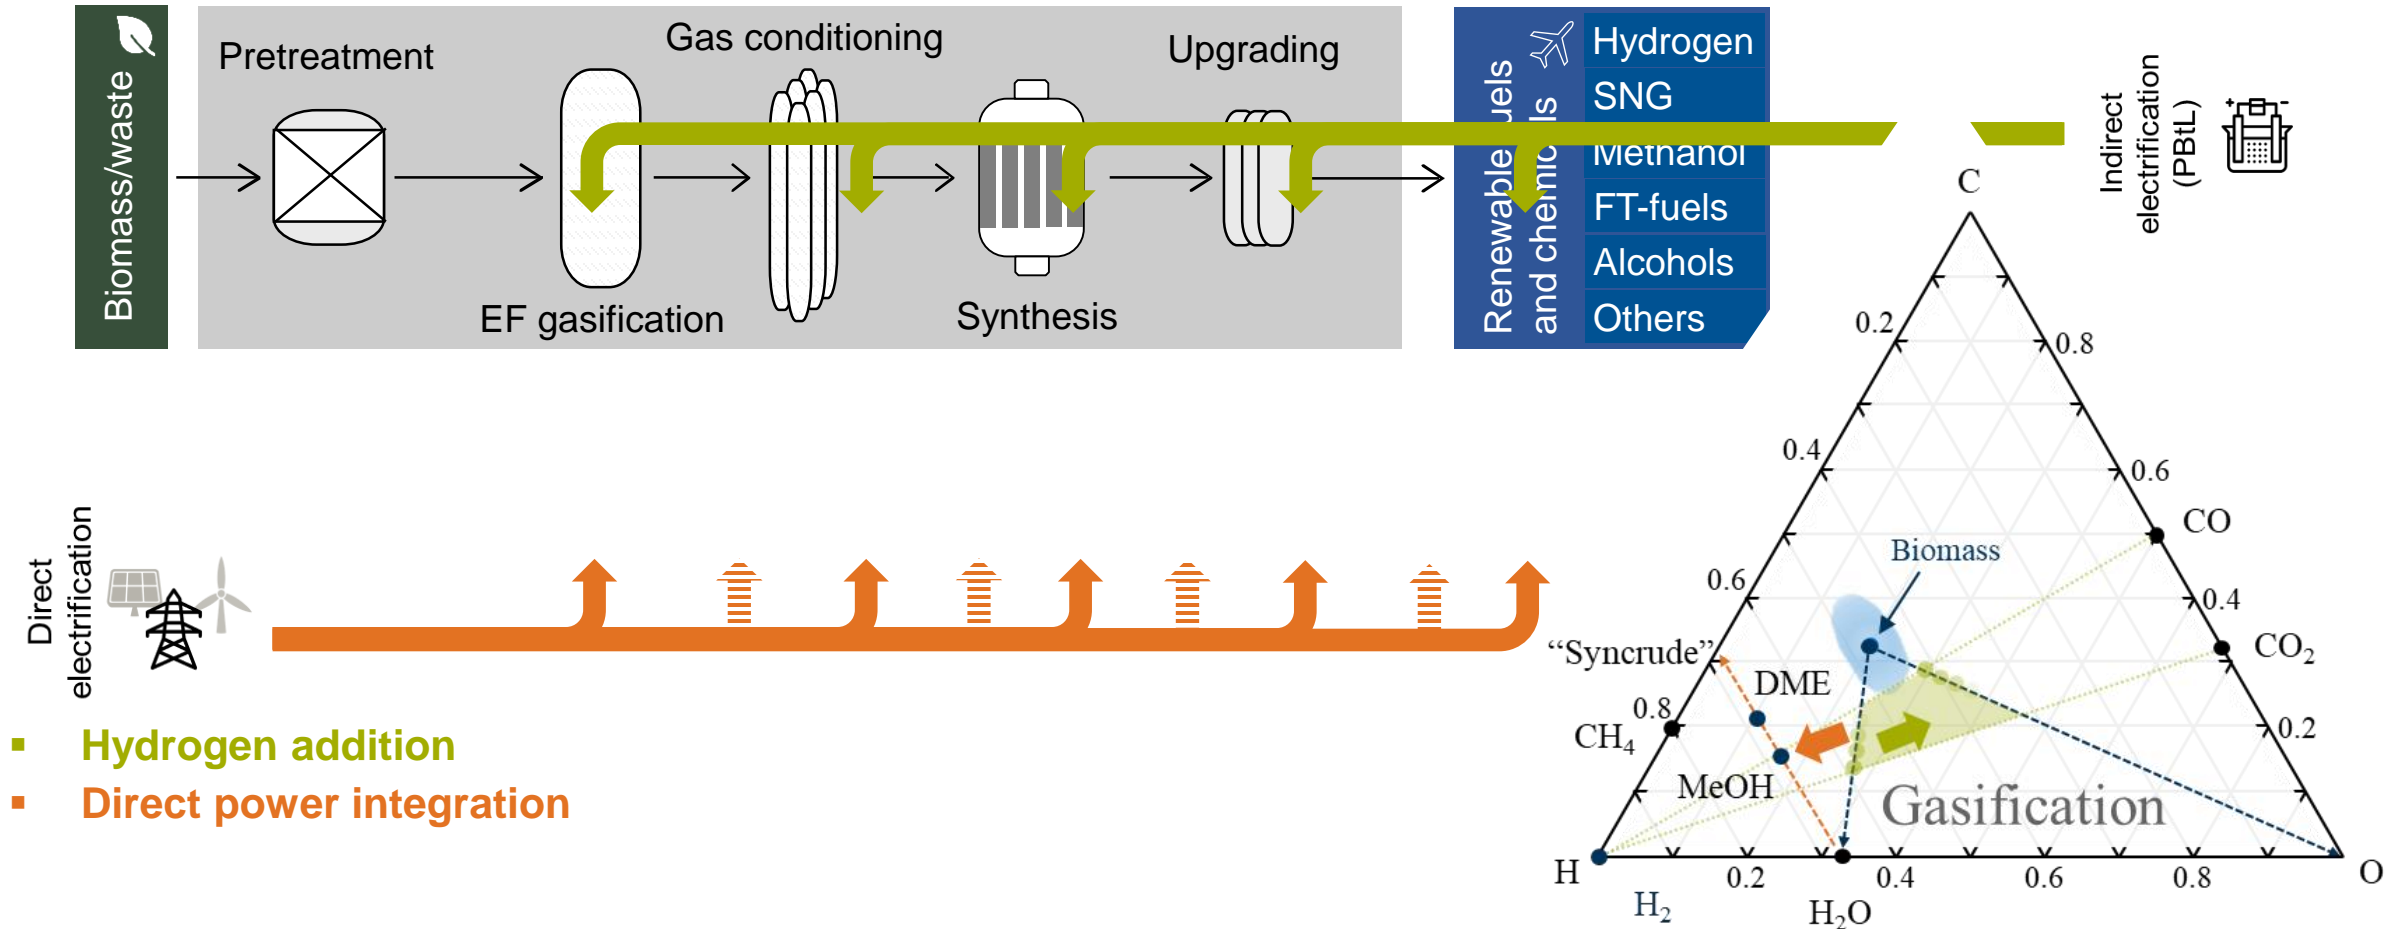 Biomass/waste
Pretreatment
EF gasification
Gas conditioning
Synthesis
Upgrading
Renewable fuels
and chemicals
Hydrogen
SNG
Methanol
FT-fuels
Alcohols
Others
Indirect
electrification
(PBtL)
+ -
Direct
electrification
▪ Hydrogen addition
▪ Direct power integration
C
0.2
0.8
0.4
0.6
CO
Biomass
0.6
0.4
"Syncrude"
CO2
DME
0.8
0.2
CH4
MeOH
Gasification
H
0.2
0.4
0.6
0.8
O
H2
H2O